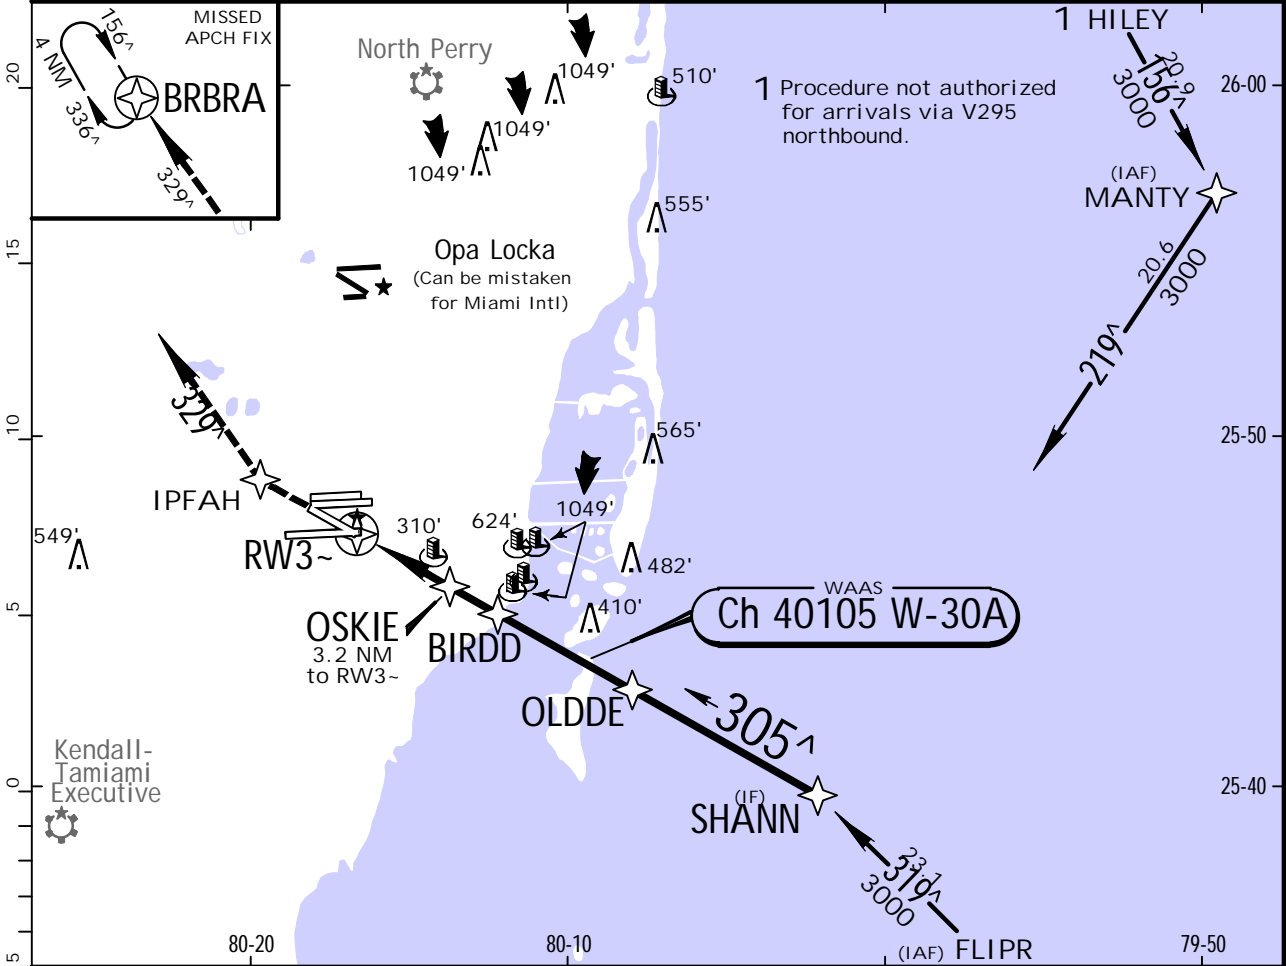 MISSED
APCH FIX
156^
4 NM
336^
BRBRA
329^
North Perry
1049'
1049'
1049'
510'
1 Procedure not authorized
for arrivals via V295
northbound.
1 HILEY
20.9
156^
3000
26-00
20
(IAF)
MANTY
555'
20.6
3000
219^
Opa Locka
(Can be mistaken
for Miami Intl)
15
329^
565'
25-50
10
IPFAH
549'
RW3~
310'
624'
1049'
482'
410'
WAAS
Ch 40105 W-30A
5
OSKIE
3.2 NM
to RW3~
BIRDD
OLDDE
305^
Kendall-
Tamiami
Executive
0
25-40
(IF)
SHANN
23.1
319^
3000
(IAF) FLIPR
5
80-20
80-10
79-50